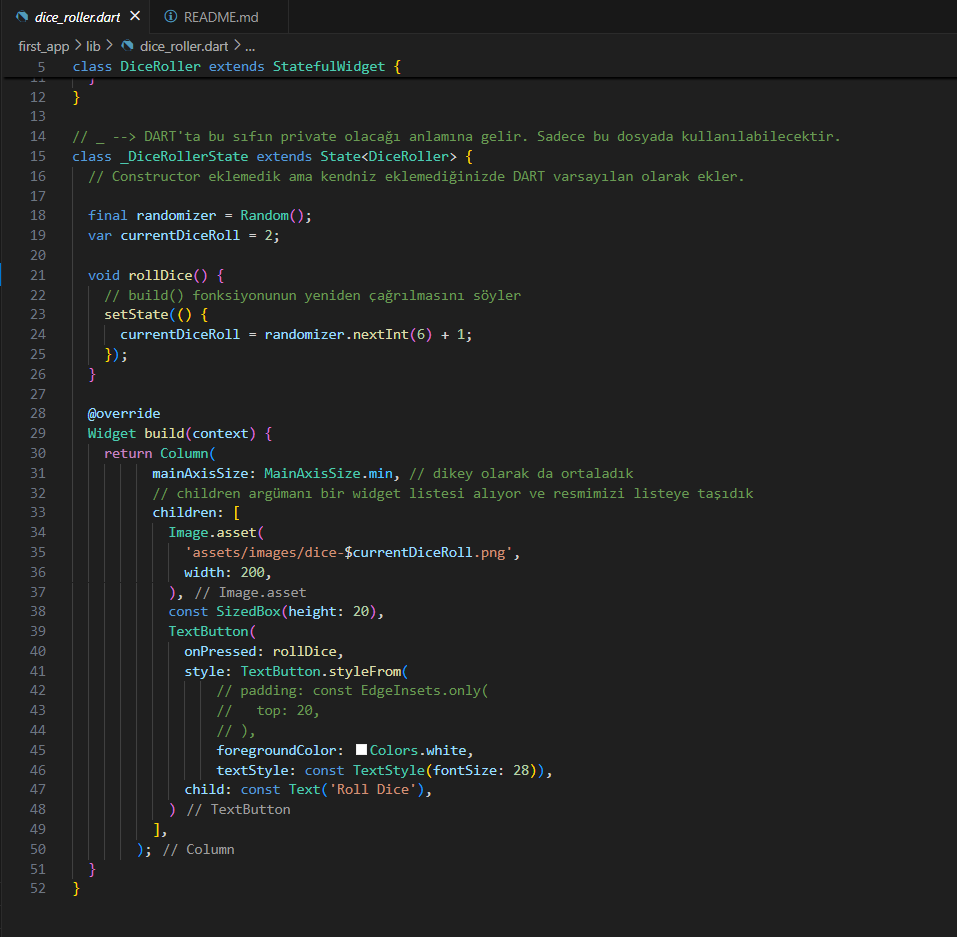 dice_roller.dart
README.md
first_app > lib > dice_roller.dart > ...
5 class DiceRoller extends StatefulWidget {
11   }
12 }
13
14 // _ --> DART'ta bu sıfın private olacağı anlamına gelir. Sadece bu dosyada kullanılabilecektir.
15 class _DiceRollerState extends State<DiceRoller> {
16   // Constructor eklemedik ama kendniz eklemediğinizde DART varsayılan olarak ekler.
17
18   final randomizer = Random();
19   var currentDiceRoll = 2;
20
21   void rollDice() {
22     // build() fonksiyonunun yeniden çağrılmasını söyler
23     setState(() {
24       currentDiceRoll = randomizer.nextInt(6) + 1;
25     });
26   }
27
28   @override
29   Widget build(context) {
30     return Column(
31           mainAxisSize: MainAxisSize.min, // dikey olarak da ortaladık
32           // children argümanı bir widget listesi alıyor ve resmimizi listeye taşıdık
33           children: [
34             Image.asset(
35               'assets/images/dice-$currentDiceRoll.png',
36               width: 200,
37             ), // Image.asset
38             const SizedBox(height: 20),
39             TextButton(
40               onPressed: rollDice,
41               style: TextButton.styleFrom(
42                   // padding: const EdgeInsets.only(
43                   //   top: 20,
44                   // ),
45                   foregroundColor: Colors.white,
46                   textStyle: const TextStyle(fontSize: 28)),
47               child: const Text('Roll Dice'),
48             ) // TextButton
49           ],
50         ); // Column
51   }
52 }